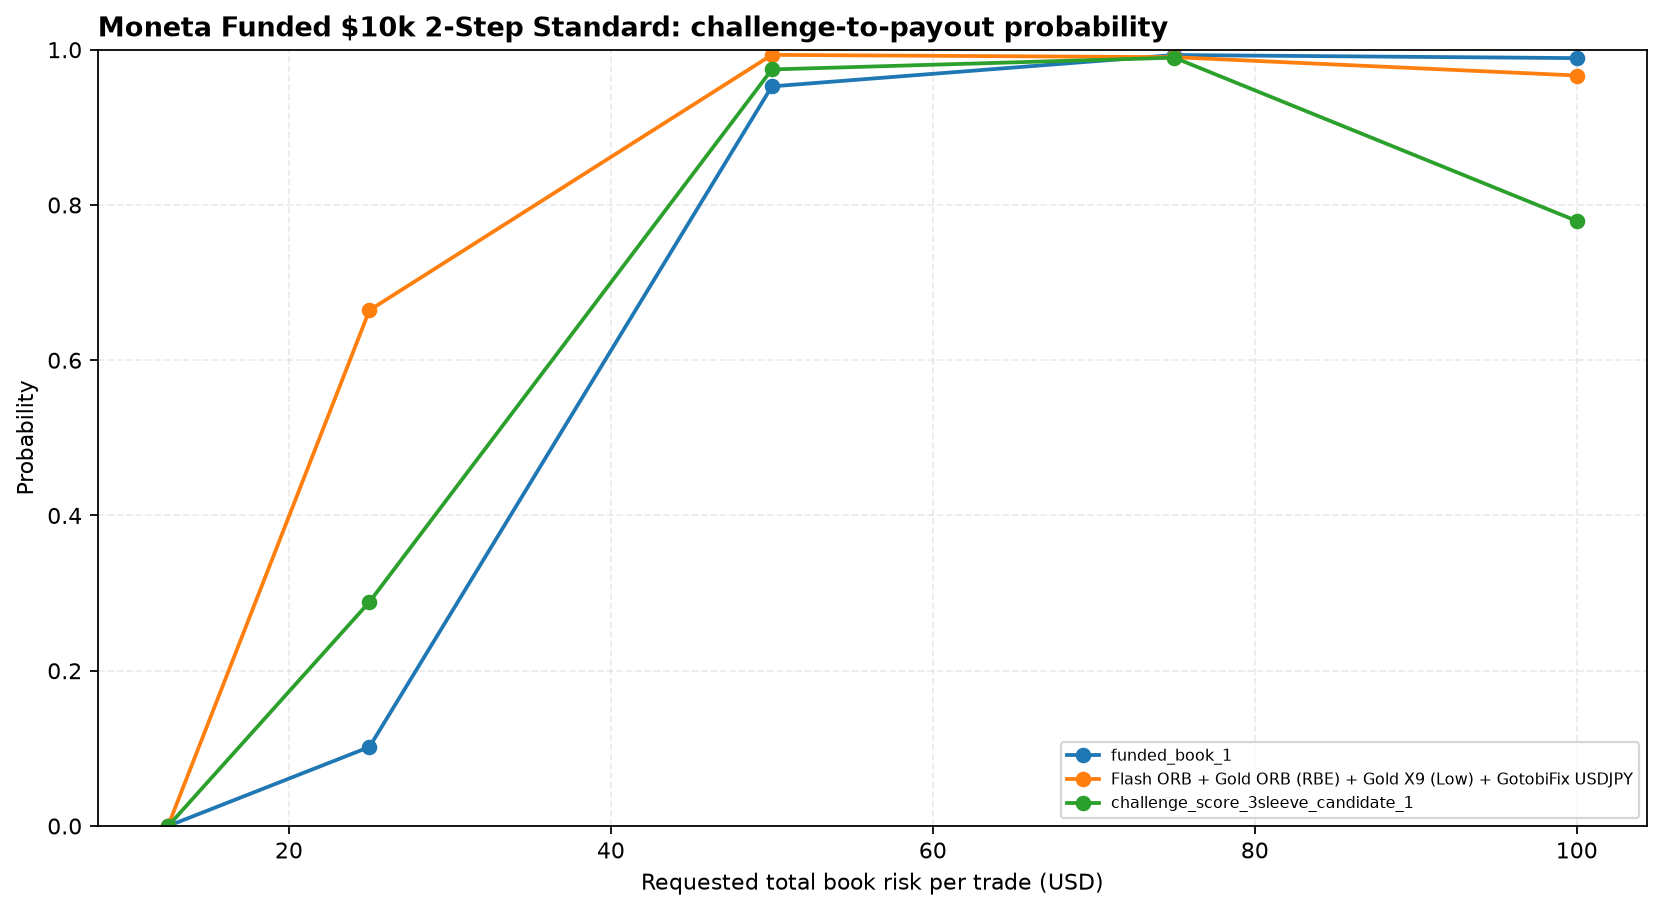 Moneta Funded $10k 2-Step Standard: challenge-to-payout probability
1.0
0.8
0.6
0.4
0.2
0.0
Probability
20
40
60
80
100
Requested total book risk per trade (USD)
funded_book_1
Flash ORB + Gold ORB (RBE) + Gold X9 (Low) + GotobiFix USDJPY
challenge_score_3sleeve_candidate_1